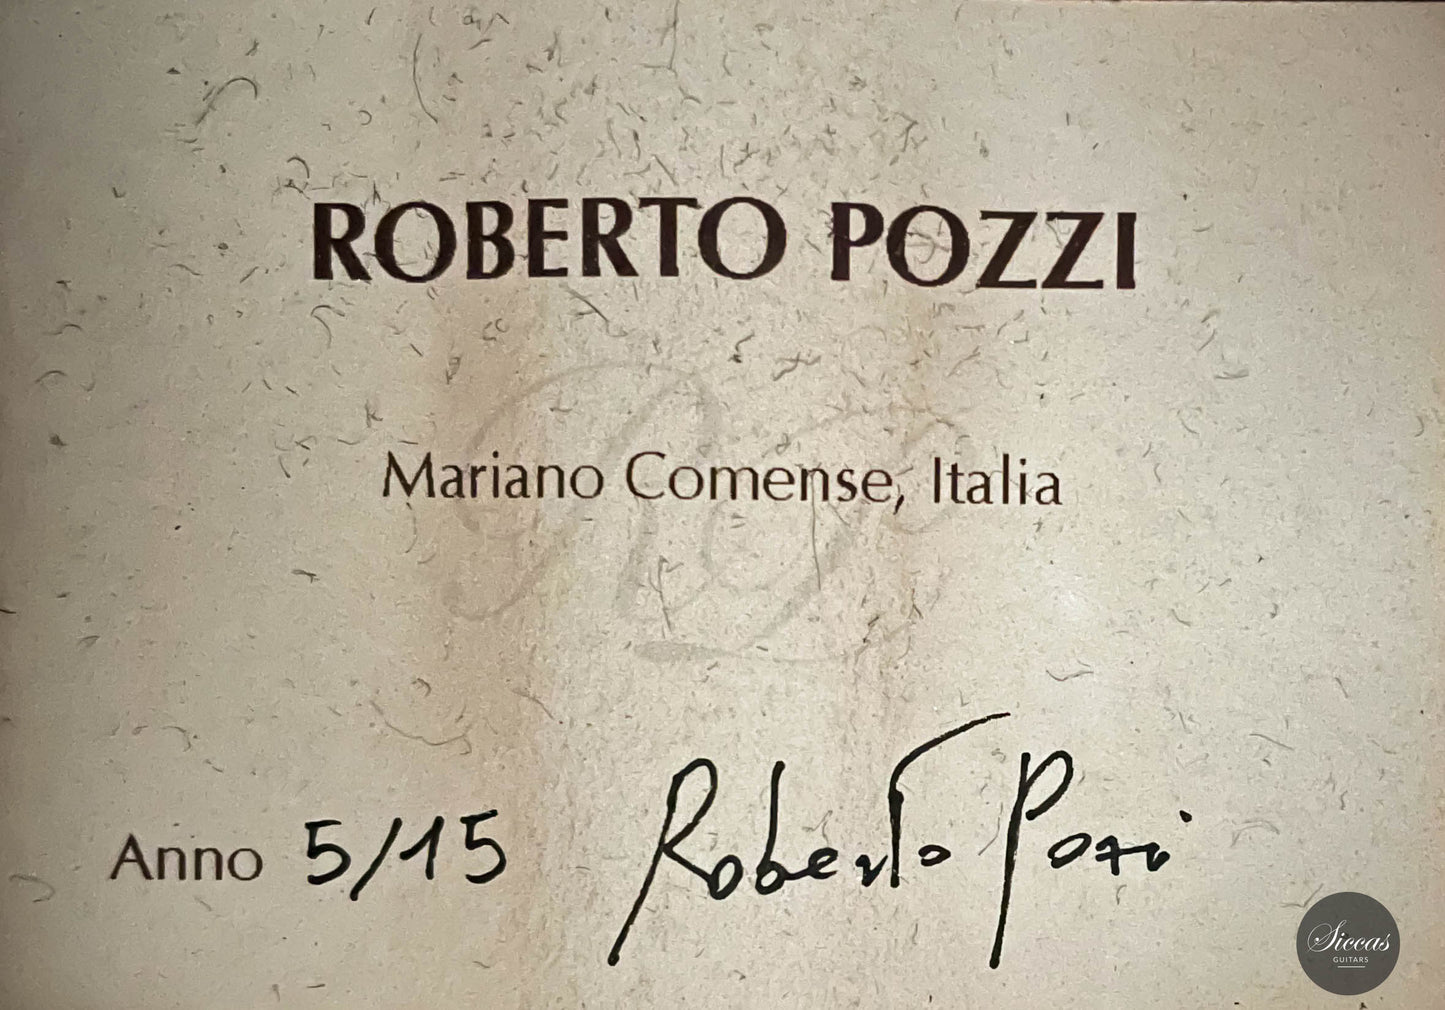 ROBERTO POZZI
Mariano Comense, Italia
Anno 5/15 Roberto Pozzi
Siccas
GUITARS